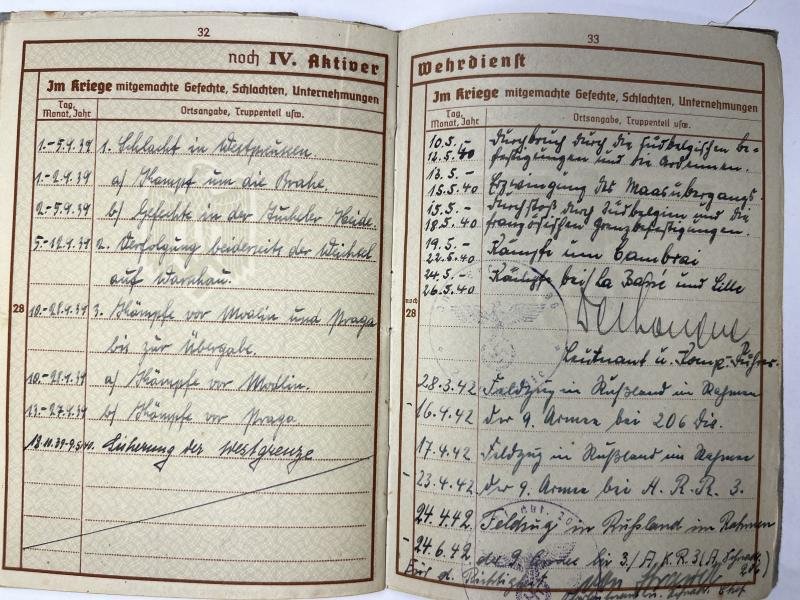 32
noch IV. Aktiver
Im Kriege mitgemachte Gefechte, Schlachten, Unternehmungen
Tag, Monat, Jahr
Ortsangabe, Truppenteil usw.
28
1.-5.9.39 1. Schlacht in Westpreussen.
1.-2.9.39 a) Kampf um die Brahe.
2.-5.9.39 b) Gefechte in der Tucheler Heide.
5.-12.9.39 2. Verfolgung beiderseits der Weichsel
auf Warschau.
10.-28.9.39 3. Kämpfe vor Modlin und Praga
bis zur Übergabe.
10.-28.9.39 a) Kämpfe vor Modlin.
13.-27.9.39 b) Kämpfe vor Praga.
13.10.39-9.5.40. Sicherung der Westgrenze
33
Wehrdienst
Im Kriege mitgemachte Gefechte, Schlachten, Unternehmungen
Tag, Monat, Jahr
Ortsangabe, Truppenteil usw.
noch 28
10.5.- Durchbruch durch die südbelgischen be-
12.5.40 festigungen und die Ardennen.
13.5.-
15.5.40 Erzwingung des Maasübergangs.
15.5.- Durchstoß durch Südbelgien und die
18.5.40 französischen Grenzbefestigungen.
19.5.-
22.5.40 Kämpfe um Cambrai
24.5.-
26.5.40 Kämpfe bei La Bassé und Lille
Leutnant u. Komp.-Führer.
28.3.42 Feldzug in Rußland im Rahmen
- 16.4.42 der 9. Armee bei 206 Div.
17.4.42 Feldzug in Rußland im Rahmen
- 23.4.42 der 9. Armee bei A. R. R. 3.
24.4.42 Feldzug in Rußland im Rahmen
- 24.6.42 der 9. Armee bei 3./
Für d. Richtigkeit